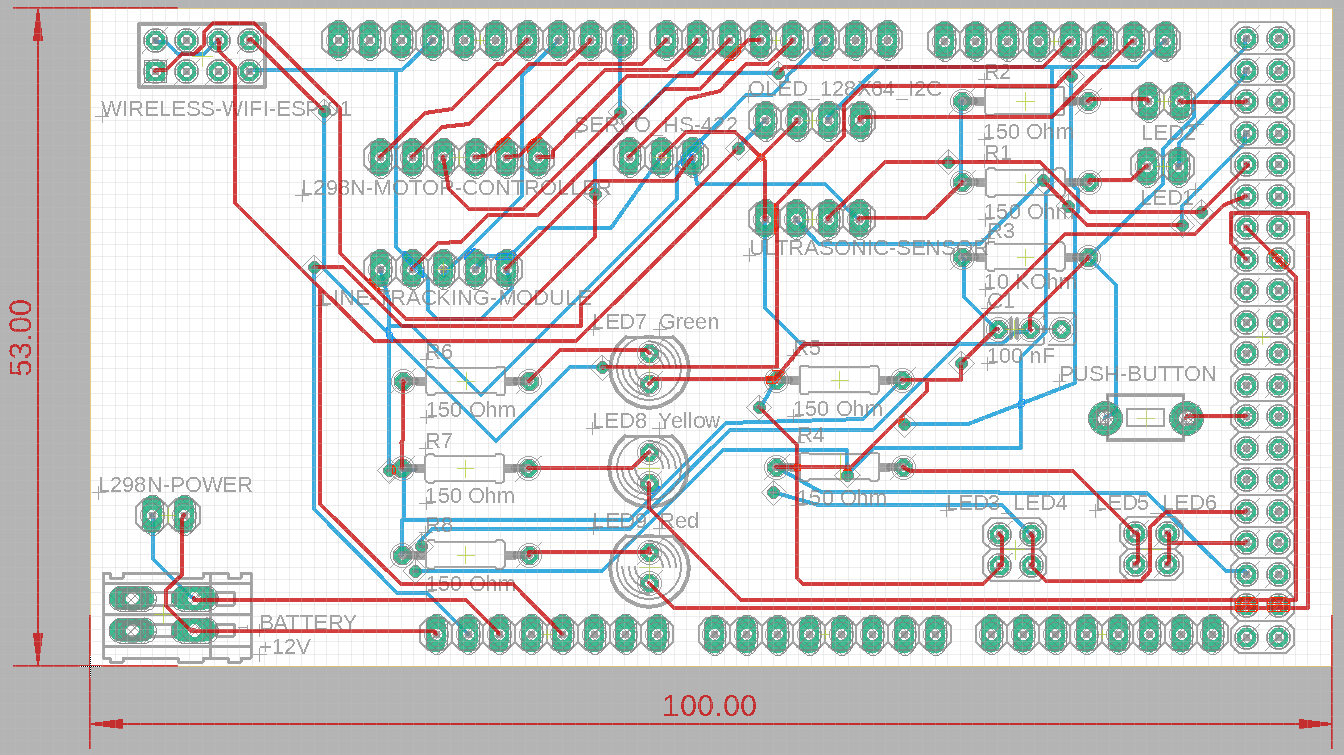 WIRELESS-WIFI-ESP
OLED_128X64_I2C
R2
SERVO_HS-422
150 Ohm
LED2
R1
L298N-MOTOR-CONTROLLER
LED1
150 Ohm
R3
ULTRASONIC-SENSOR
10 KOhm
LINE-TRACKING-MODULE
C1
53.00
LED7_Green
100 nF
R6
R5
PUSH-BUTTON
150 Ohm
150 Ohm
LED8_Yellow
R7
R4
L298N-POWER
150 Ohm
150 Ohm
LED3_LED4
LED5_LED6
R8
LED9_Red
150 Ohm
BATTERY
+12V
100.00